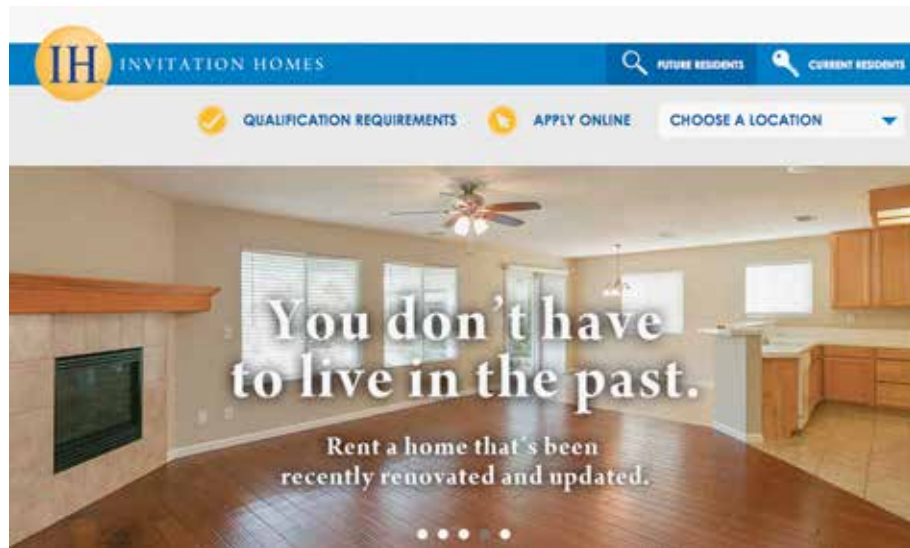 IH INVITATION HOMES
FUTURE RESIDENTS
CURRENT RESIDENTS
QUALIFICATION REQUIREMENTS
APPLY ONLINE
CHOOSE A LOCATION
You don't have
to live in the past.
Rent a home that's been
recently renovated and updated.